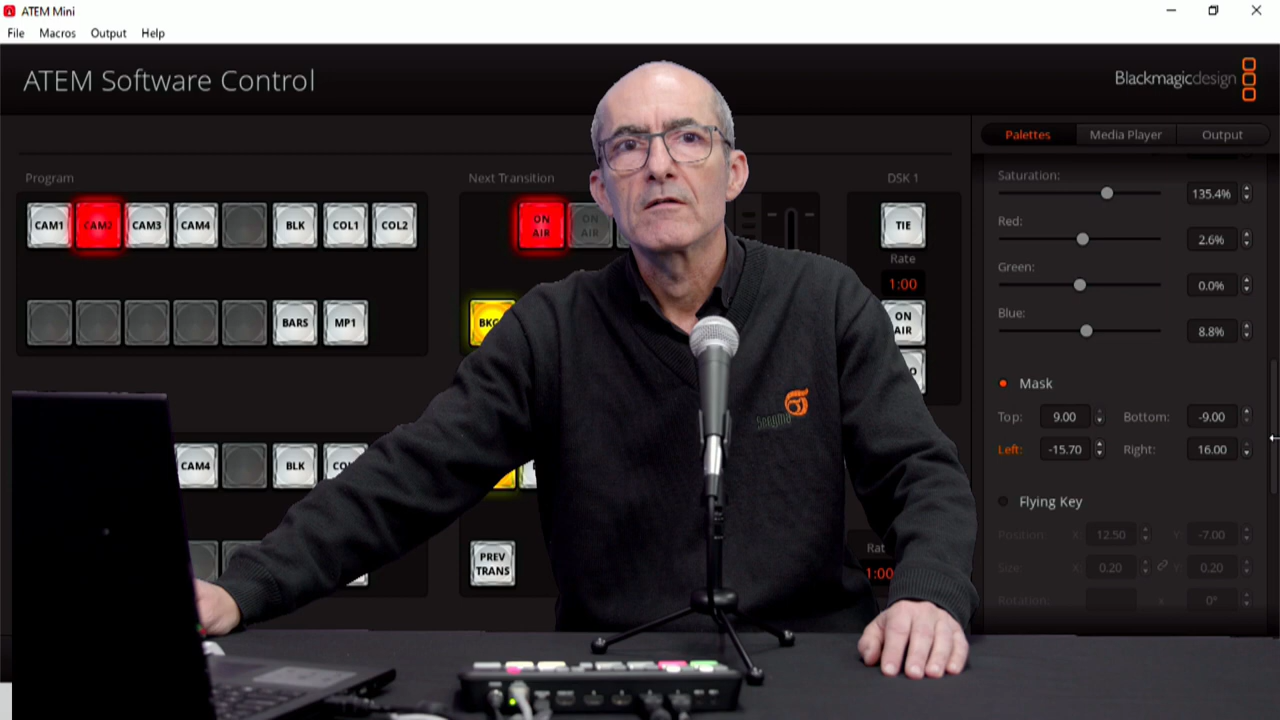 ATEM Mini
File Macros Output Help
ATEM Software Control
Blackmagicdesign
Palettes Media Player Output
Program
Next Transition
DSK 1
CAM1 CAM2 CAM3 CAM4 BLK COL1 COL2
ON AIR
ON AIR
TIE
Rate
1:00
BARS MP1
ON AIR
CAM4 BLK
PREV TRANS
1:00
Saturation: 135.4%
Red: 2.6%
Green: 0.0%
Blue: 8.8%
Mask
Top: 9.00 Bottom: -9.00
Left: -15.70 Right: 16.00
Flying Key
Position: X: 12.50 Y: -7.00
Size: X: 0.20 Y: 0.20
Rotation: 0°